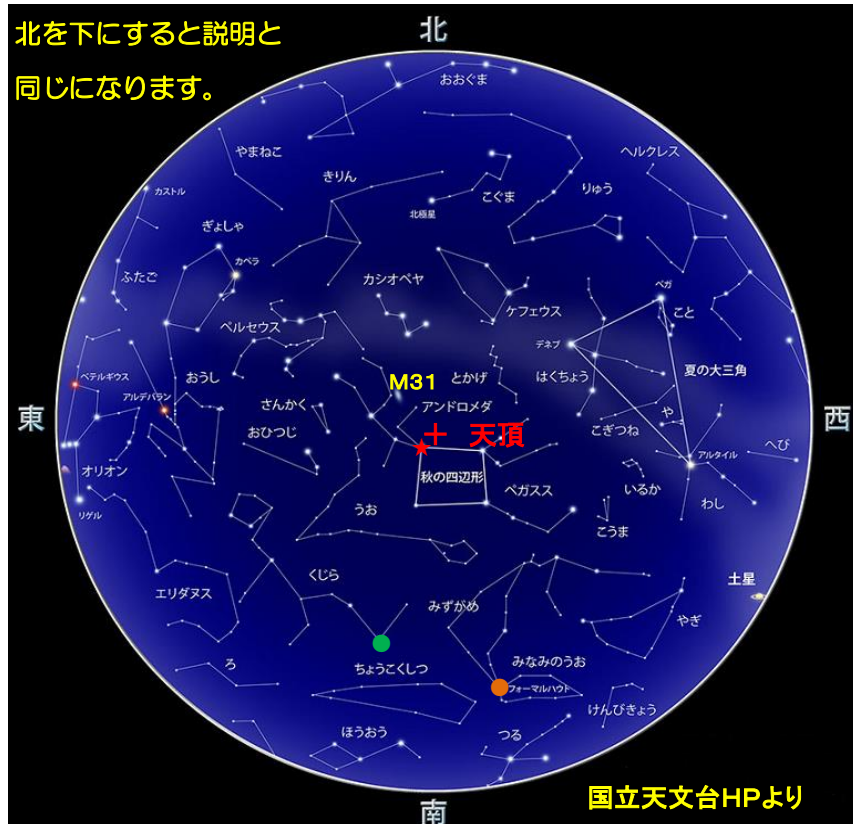 北を下にすると説明と
同じになります。
北
おおぐま
やまねこ
ヘルクレス
きりん
こぐま
りゅう
カストル
北極星
ぎょしゃ
カペラ
ふたご
カシオペヤ
ベガ
こと
ケフェウス
ペルセウス
デネブ
夏の大三角
ベテルギウス
おうし
M31
とかげ
はくちょう
アルデバラン
さんかく
アンドロメダ
や
東
西
おひつじ
天頂
こぎつね
へび
アルタイル
オリオン
秋の四辺形
ペガスス
いるか
わし
リゲル
うお
こうま
くじら
土星
エリダヌス
みずがめ
やぎ
ろ
ちょうこくしつ
みなみのうお
フォーマルハウト
けんびきょう
ほうおう
つる
国立天文台HPより
南